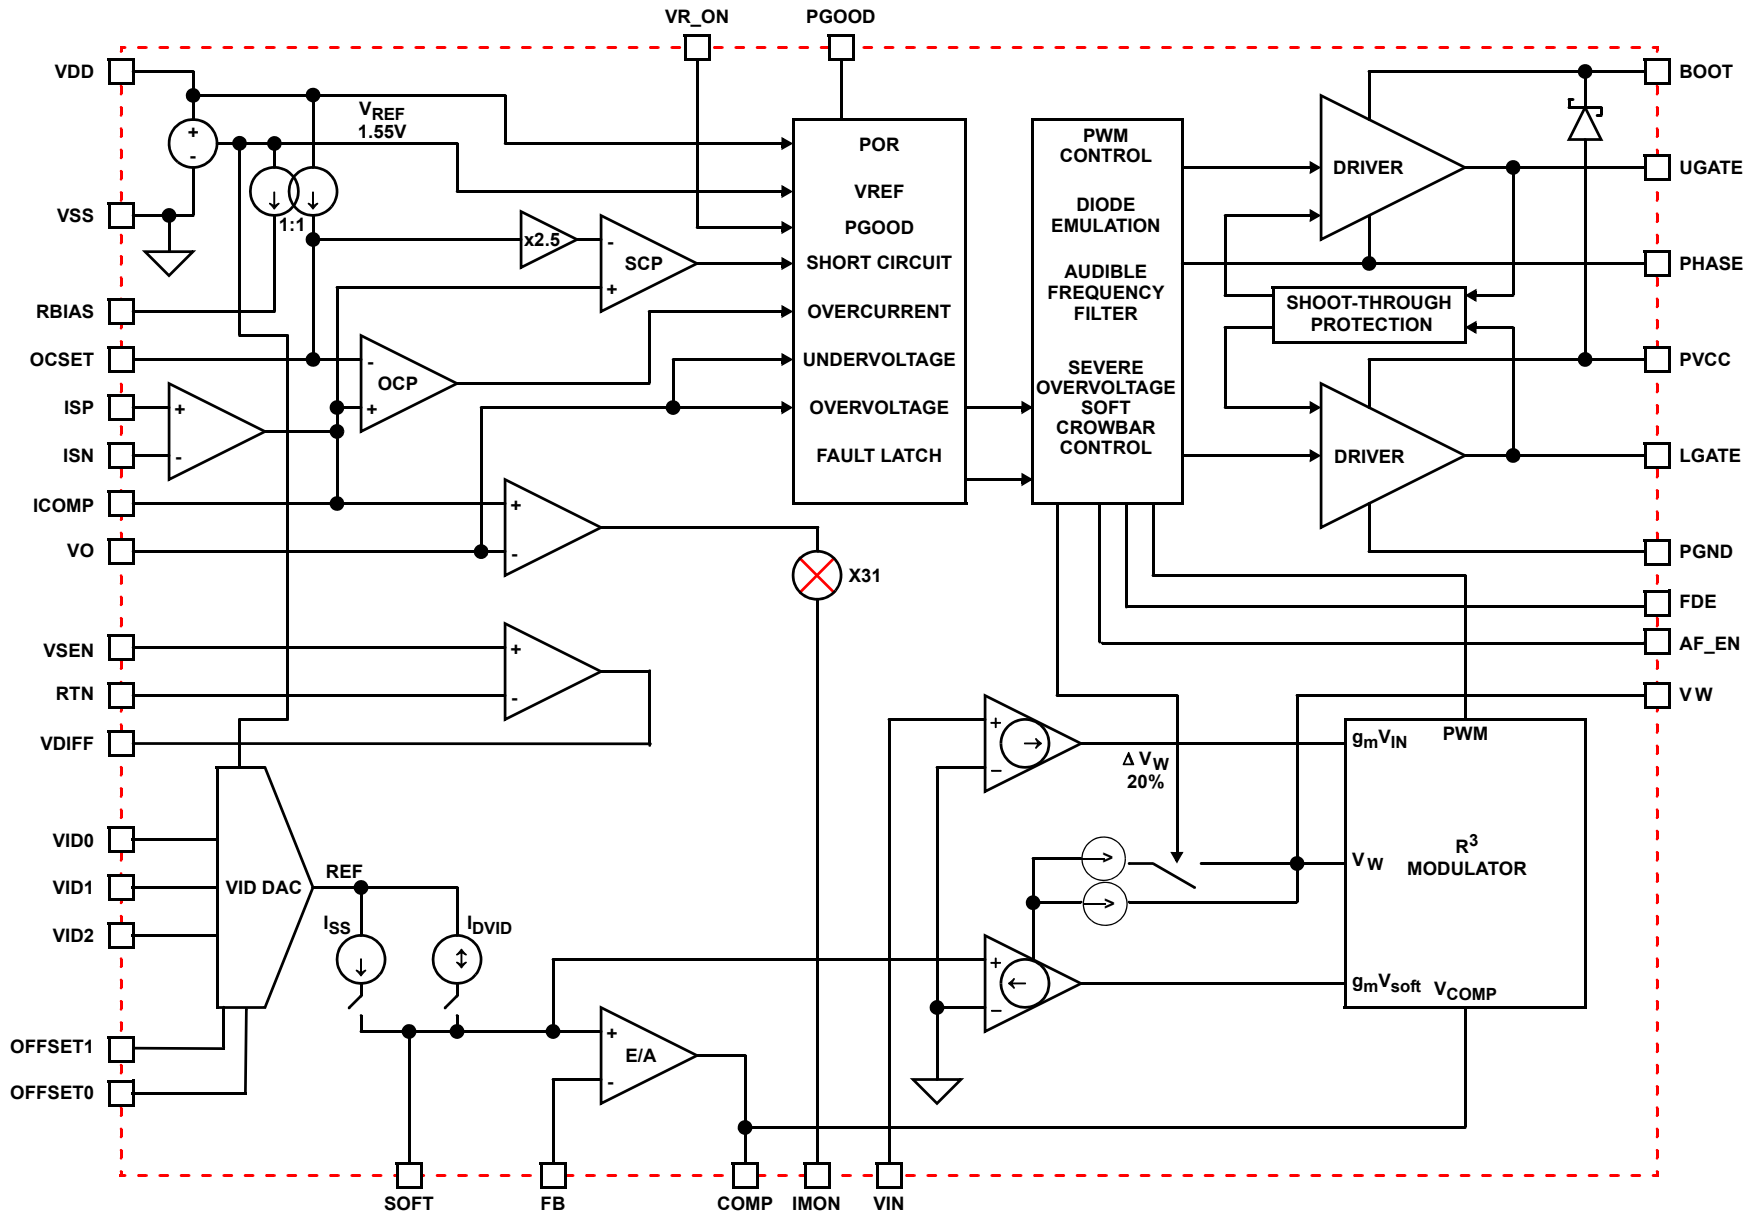 VR_ON
PGOOD
VDD
VSS
RBIAS
OCSET
ISP
ISN
ICOMP
VO
VSEN
RTN
VDIFF
VID0
VID1
VID2
OFFSET1
OFFSET0
+
-
VREF
1.55V
1:1
x2.5
-
SCP
+
-
OCP
+
+
-
+
-
X31
+
-
POR
VREF
PGOOD
SHORT CIRCUIT
OVERCURRENT
UNDERVOLTAGE
OVERVOLTAGE
FAULT LATCH
PWM
CONTROL
DIODE
EMULATION
AUDIBLE
FREQUENCY
FILTER
SEVERE
OVERVOLTAGE
SOFT
CROWBAR
CONTROL
DRIVER
SHOOT-THROUGH
PROTECTION
DRIVER
BOOT
UGATE
PHASE
PVCC
LGATE
PGND
FDE
AF_EN
VW
VID DAC
REF
ISS
IDVID
+
E/A
-
+
−
Δ VW
20%
+
−
gmVIN
PWM
VW
R³
MODULATOR
gmVsoft
VCOMP
SOFT
FB
COMP
IMON
VIN